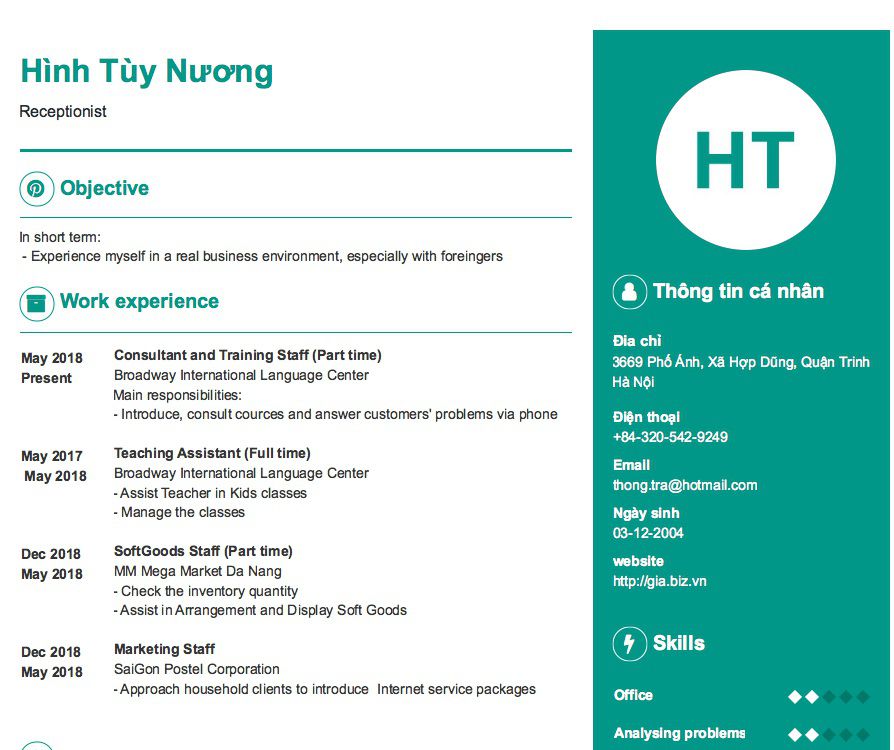 Hình Tùy Nương
Receptionist
Objective
In short term:
- Experience myself in a real business environment, especially with foreingers
Work experience
May 2018
Present
Consultant and Training Staff (Part time)
Broadway International Language Center
Main responsibilities:
- Introduce, consult cources and answer customers' problems via phone
May 2017
May 2018
Teaching Assistant (Full time)
Broadway International Language Center
- Assist Teacher in Kids classes
- Manage the classes
Dec 2018
May 2018
SoftGoods Staff (Part time)
MM Mega Market Da Nang
- Check the inventory quantity
- Assist in Arrangement and Display Soft Goods
Dec 2018
May 2018
Marketing Staff
SaiGon Postel Corporation
- Approach household clients to introduce  Internet service packages
HT
Thông tin cá nhân
Đia chỉ
3669 Phố Ánh, Xã Hợp Dũng, Quận Trinh
Hà Nội
Điện thoại
+84-320-542-9249
Email
thong.tra@hotmail.com
Ngày sinh
03-12-2004
website
http://gia.biz.vn
Skills
Office
Analysing problems